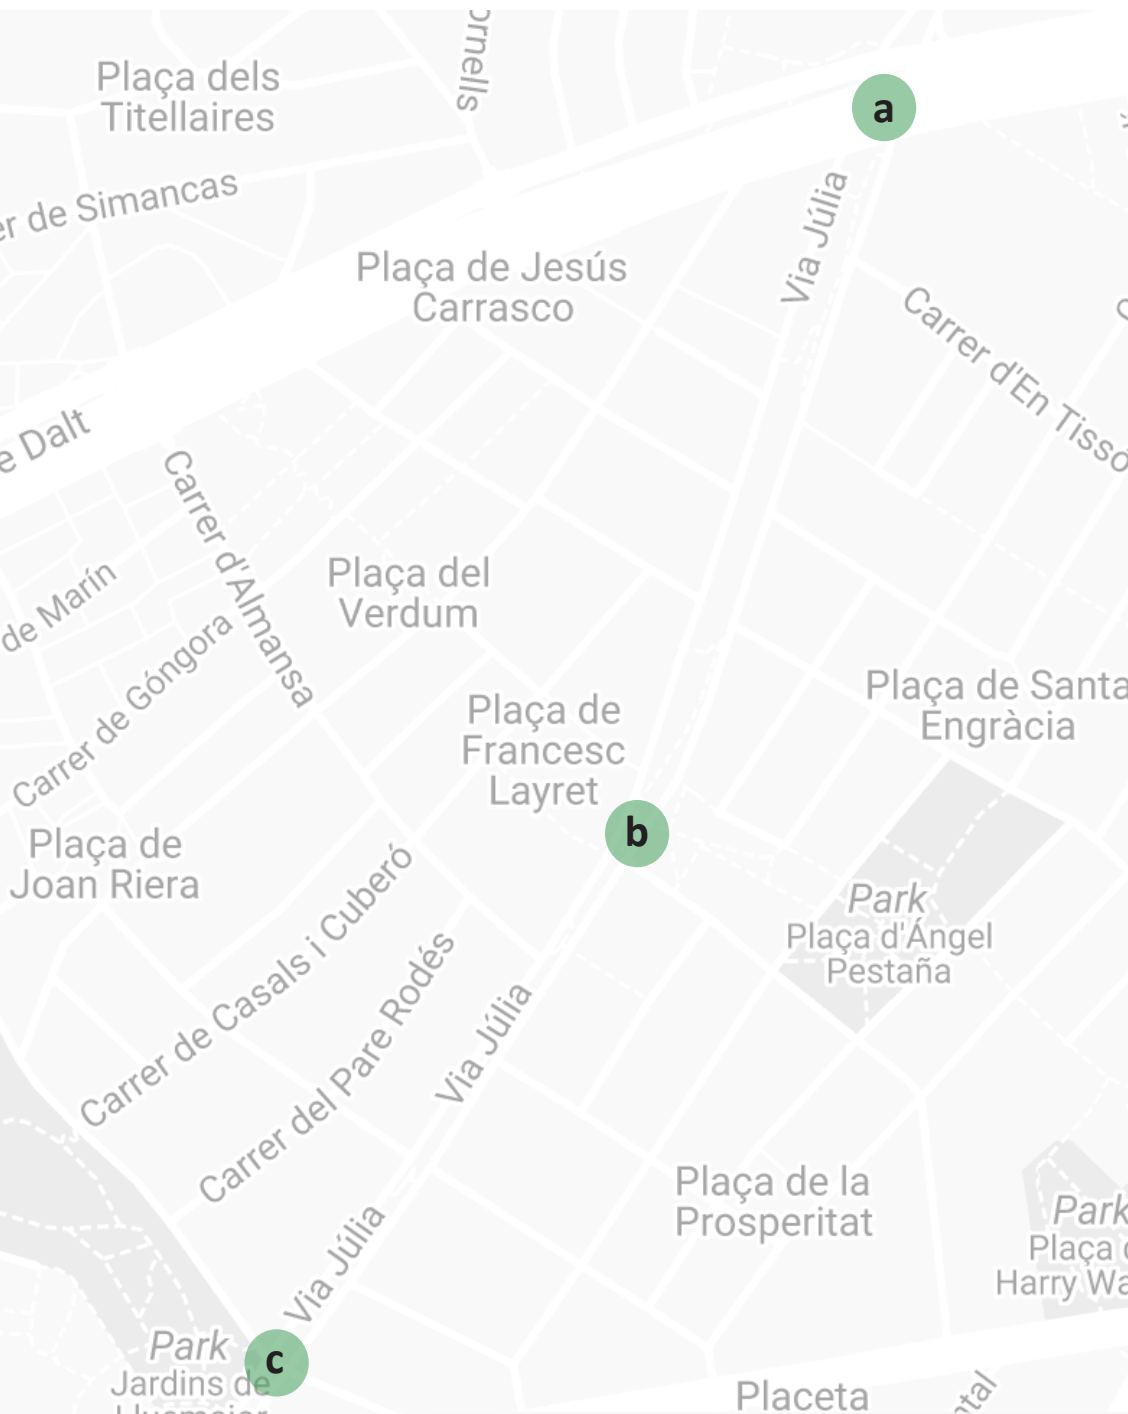 ornells
a
Plaça dels
Titellaires
er de Simancas
Via Júlia
Plaça de Jesús
Carrasco
Carrer d'En Tissó
e Dalt
Carrer d'Almansa
Plaça del
Verdum
de Marín
Carrer de Góngora
Plaça de Santa
Engràcia
Plaça de
Francesc
Layret
b
Plaça de
Joan Riera
Park
Plaça d'Ángel
Pestaña
Carrer de Casals i Cuberó
Carrer del Pare Rodés
Via Júlia
Plaça de la
Prosperitat
Park
Plaça d
Harry Wa
Via Júlia
c
Park
Jardins de
Placeta
ntal